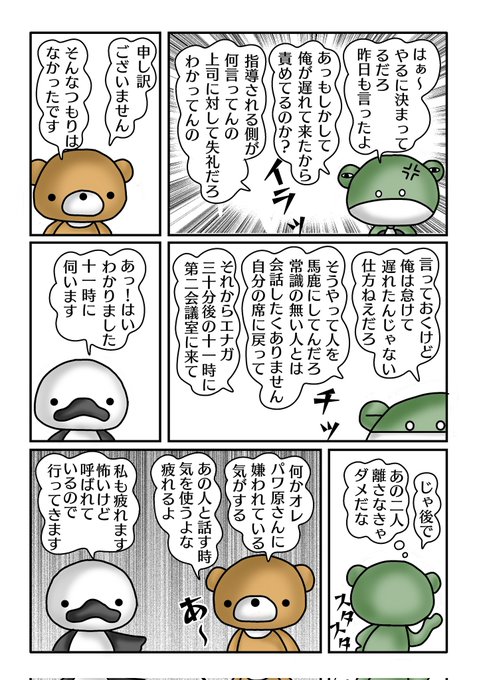 はぁ~
やるに決まって
るだろ
昨日も言ったよ
あっもしかして
俺が遅れて来たから
責めてるのか?
指導される側が
何言ってんの
上司に対して失礼だろ
わかってんの
イラッ
申し訳
ございません
そんなつもりは
なかったです
言っておくけど
俺は怠けて
遅れたんじゃない
仕方ねえだろ
そうやって人を
馬鹿にしてんだろ
常識の無い人とは
会話したくありません
自分の席に戻って
それからエナガ
三十分後の十一時に
第二会議室に来て
チッ
あっ!はい
わかりました
十一時に
伺います
じゃ後で
あの二人
離さなきゃ
ダメだな
スタ
スタ
何かオレ
パワ原さんに
嫌われている
気がする
あの人と話す時
気を使うよな
疲れるよ
あ~
私も疲れます
怖いけど
呼ばれて
いるので
行ってきます